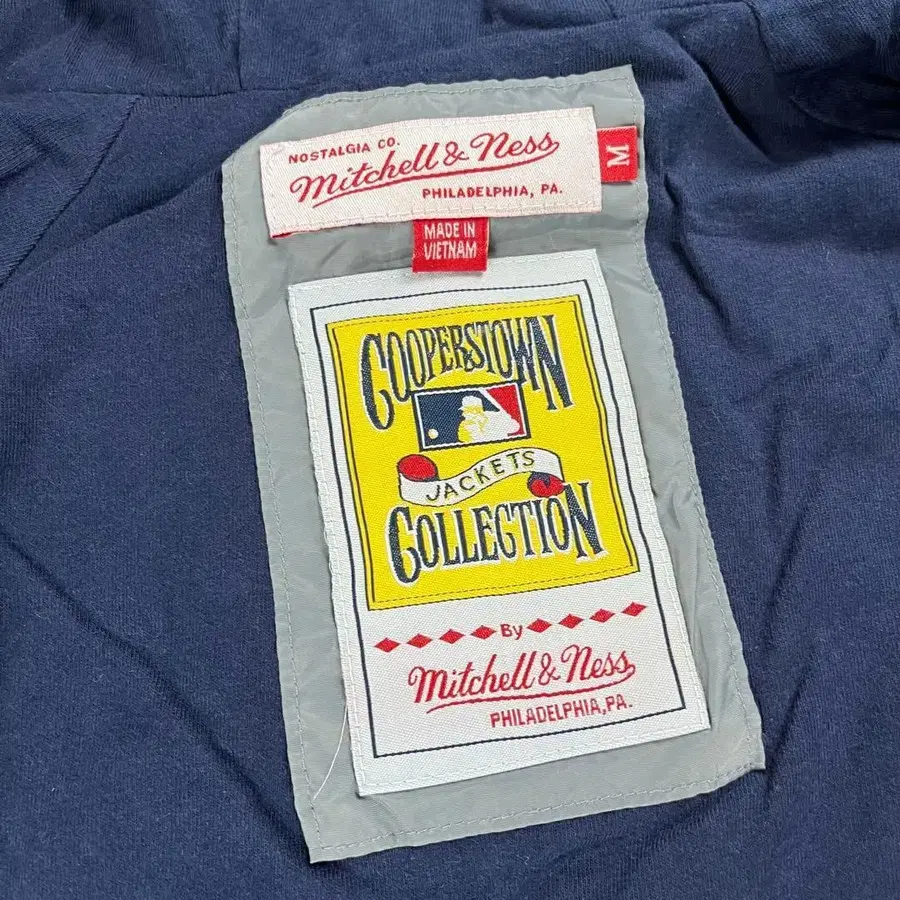 NOSTALGIA CO.
Mitchell & Ness
PHILADELPHIA, PA.
M
MADE IN
VIETNAM
COOPERSTOWN
JACKETS
COLLECTION
By
Mitchell & Ness
PHILADELPHIA, PA.